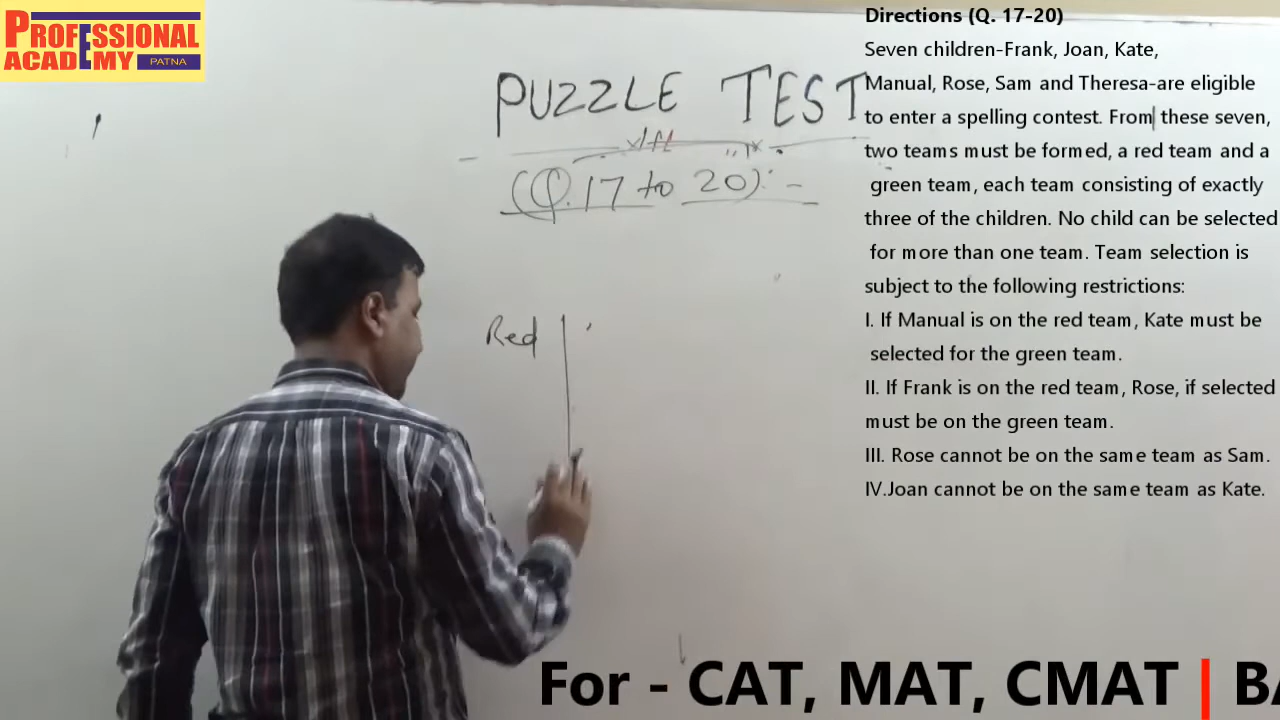 PROFESSIONAL
ACADEMY
PATNA
PUZZLE TEST
(Q. 17 to 20):-
Red
Directions (Q. 17-20)
Seven children-Frank, Joan, Kate,
Manual, Rose, Sam and Theresa-are eligible
to enter a spelling contest. From these seven,
two teams must be formed, a red team and a
green team, each team consisting of exactly
three of the children. No child can be selected
for more than one team. Team selection is
subject to the following restrictions:
I. If Manual is on the red team, Kate must be
selected for the green team.
II. If Frank is on the red team, Rose, if selected
must be on the green team.
III. Rose cannot be on the same team as Sam.
IV.Joan cannot be on the same team as Kate.
For - CAT, MAT, CMAT | BA